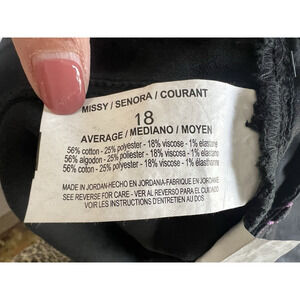 MISSY / SENORA / COURANT
18
AVERAGE / MEDIANO / MOYEN
56% cotton - 25% polyester - 18% viscose - 1% elastane
56% algodon - 25% poliester - 18% viscosa - 1% elastano
56% coton - 25% polyester - 18% viscose - 1% élastane
MADE IN JORDAN-HECHO EN JORDANIA-FABRIQUE EN JORDANIE
SEE REVERSE FOR CARE - VER AL REVERSO PARA EL CUIDADO
VOIR LES INSTRUCTIONS D'ENTRETIEN AU DOS